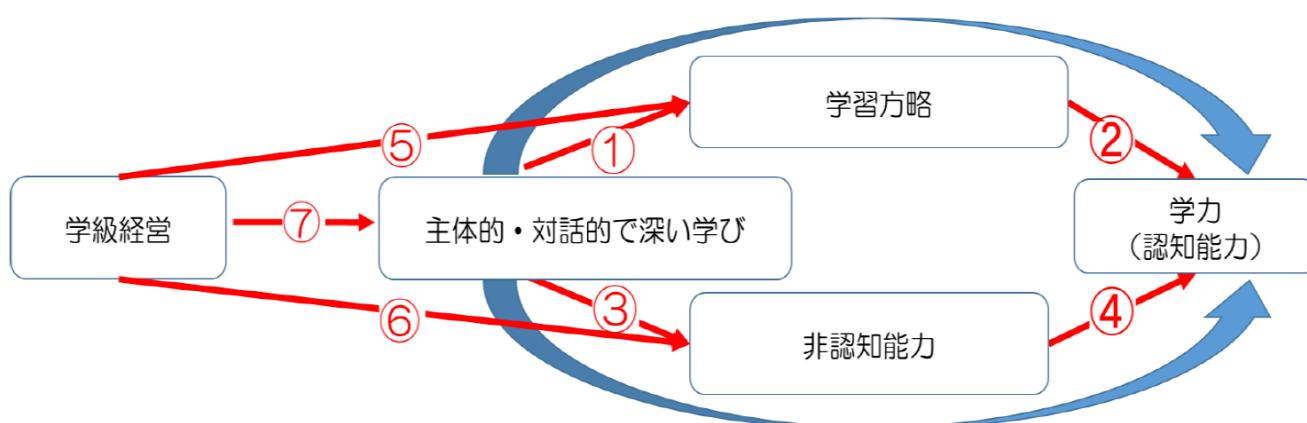 学習方略
⑤
①
②
学級経営
⑦
主体的・対話的で深い学び
学力
(認知能力)
⑥
③
④
非認知能力